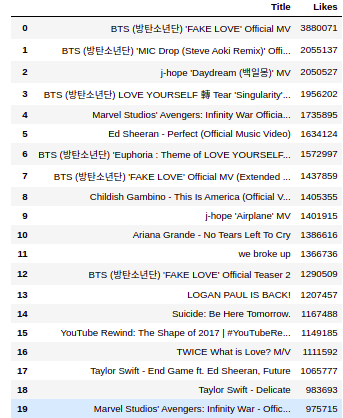 Title Likes
0 BTS (방탄소년단) 'FAKE LOVE' Official MV 3880071
1 BTS (방탄소년단) 'MIC Drop (Steve Aoki Remix)' Offi... 2055137
2 j-hope 'Daydream (백일몽)' MV 2050527
3 BTS (방탄소년단) LOVE YOURSELF 轉 Tear 'Singularity'... 1956202
4 Marvel Studios' Avengers: Infinity War Officia... 1735895
5 Ed Sheeran - Perfect (Official Music Video) 1634124
6 BTS (방탄소년단) 'Euphoria : Theme of LOVE YOURSELF... 1572997
7 BTS (방탄소년단) 'FAKE LOVE' Official MV (Extended ... 1437859
8 Childish Gambino - This Is America (Official V... 1405355
9 j-hope 'Airplane' MV 1401915
10 Ariana Grande - No Tears Left To Cry 1386616
11 we broke up 1366736
12 BTS (방탄소년단) 'FAKE LOVE' Official Teaser 2 1290509
13 LOGAN PAUL IS BACK! 1207457
14 Suicide: Be Here Tomorrow. 1167488
15 YouTube Rewind: The Shape of 2017 | #YouTubeRe... 1149185
16 TWICE What is Love? M/V 1111592
17 Taylor Swift - End Game ft. Ed Sheeran, Future 1065777
18 Taylor Swift - Delicate 983693
19 Marvel Studios' Avengers: Infinity War - Offic... 975715